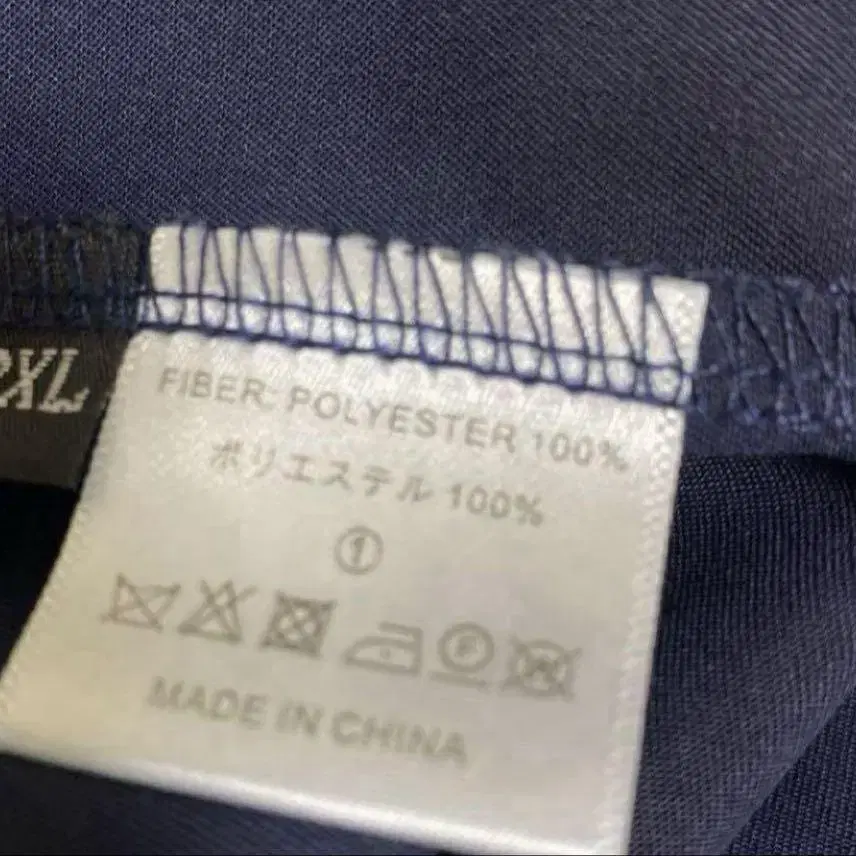 2XL
FIBER: POLYESTER 100%
ポリエステル 100%
①
F
W
MADE IN CHINA